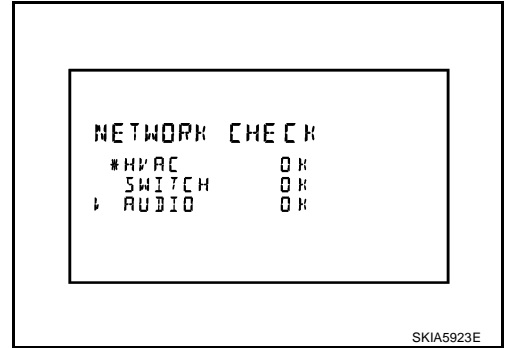 NETWORK CHECK
*HVAC OK
SWITCH OK
AUDIO OK
SKIA5923E